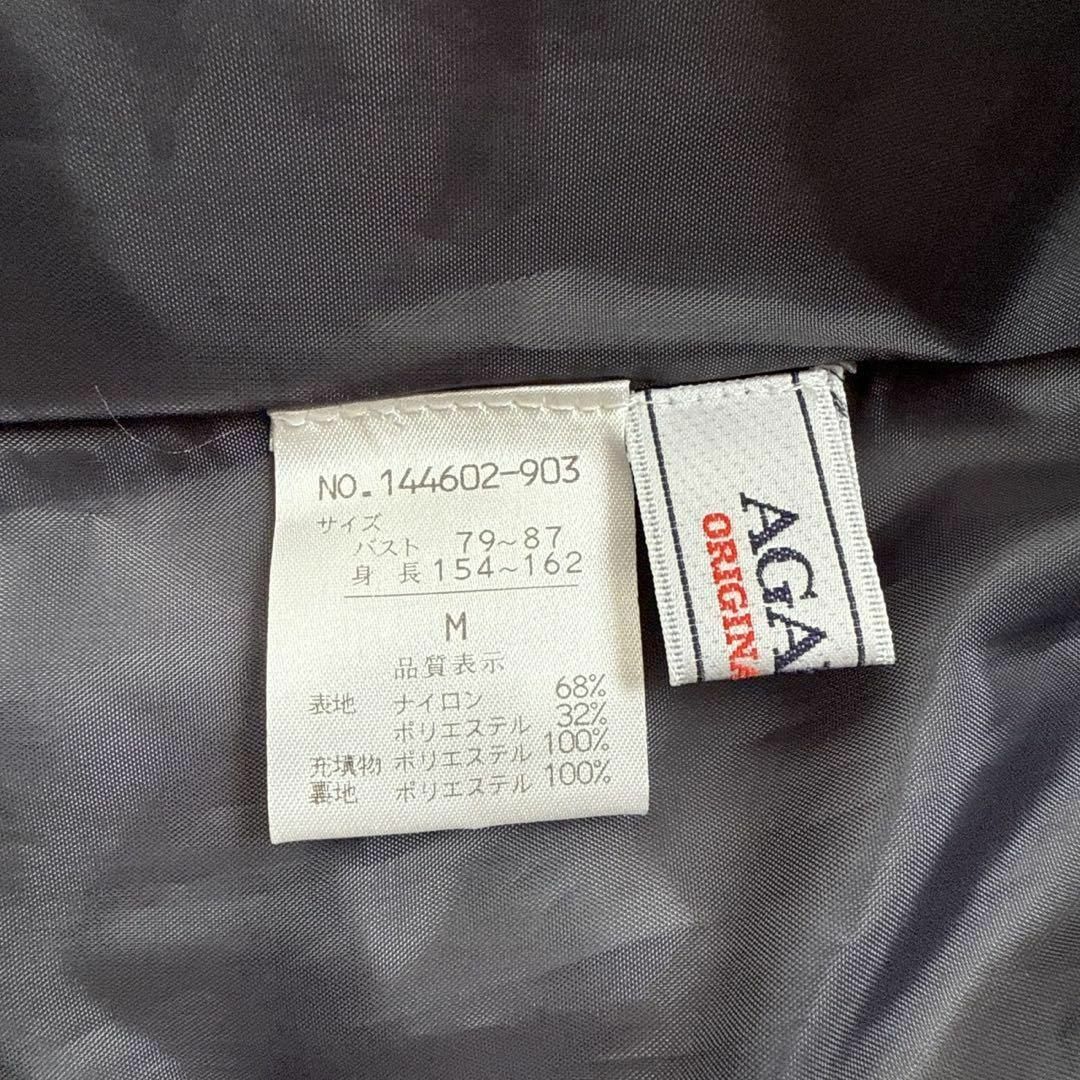 NO.144602-903
サイズ
バスト 79~87
身長 154~162
M
品質表示
表地 ナイロン 68%
ポリエステル 32%
充填物 ポリエステル 100%
裏地 ポリエステル 100%